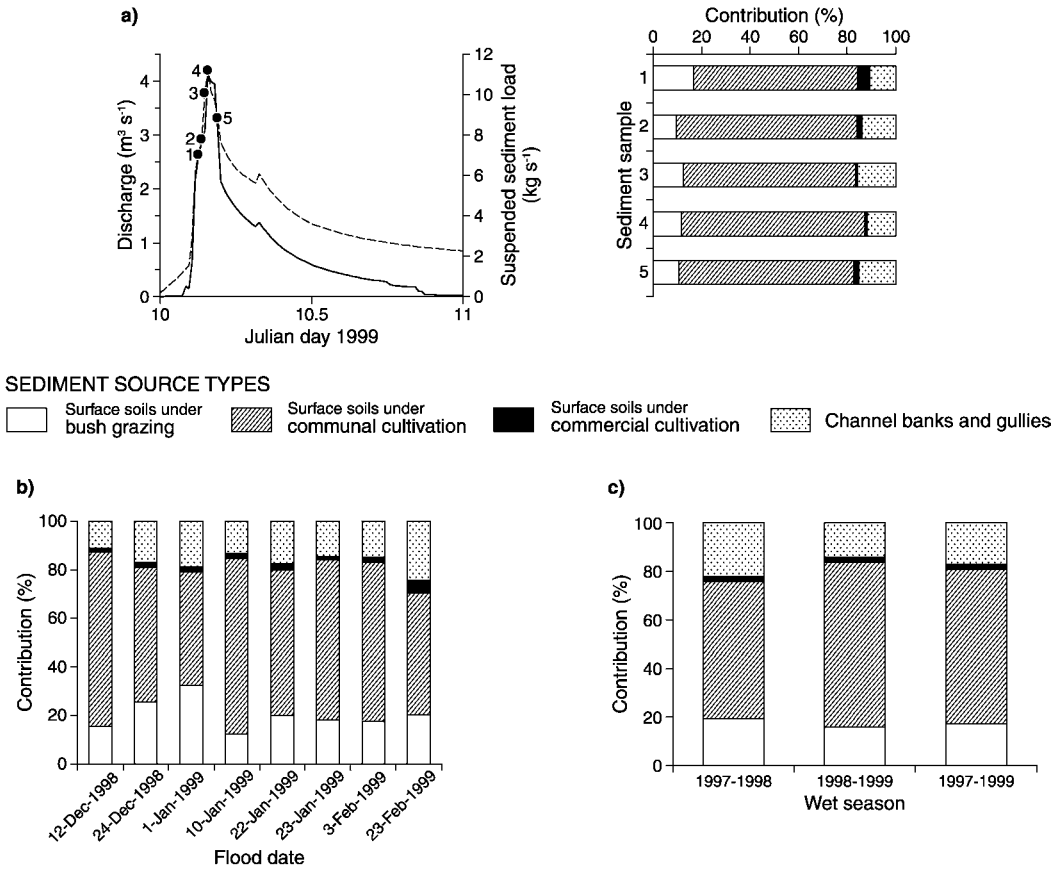 a)
Contribution (%)
0 20 40 60 80 100
12
10
8
6
4
2
0
4
3
2
1
0
Discharge (m³ s⁻¹)
Suspended sediment load
(kg s⁻¹)
4
3
2
1
5
10 10.5 11
Julian day 1999
Sediment sample
1
2
3
4
5
SEDIMENT SOURCE TYPES
Surface soils under
bush grazing
Surface soils under
communal cultivation
Surface soils under
commercial cultivation
Channel banks and gullies
b)
100
80
60
40
20
0
Contribution (%)
12-Dec-1998
24-Dec-1998
1-Jan-1999
10-Jan-1999
22-Jan-1999
23-Jan-1999
3-Feb-1999
23-Feb-1999
Flood date
c)
100
80
60
40
20
0
Contribution (%)
1997-1998 1998-1999 1997-1999
Wet season